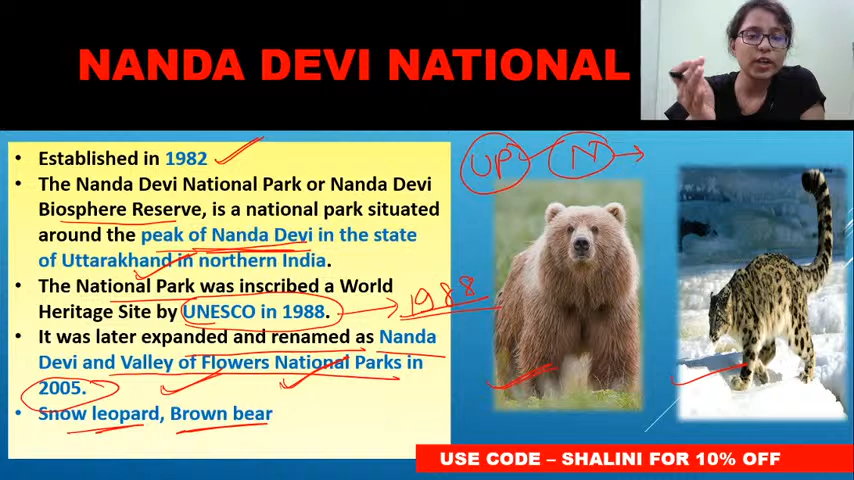 NANDA DEVI NATIONAL
• Established in 1982
• The Nanda Devi National Park or Nanda Devi
Biosphere Reserve, is a national park situated
around the peak of Nanda Devi in the state
of Uttarakhand in northern India.
• The National Park was inscribed a World
Heritage Site by UNESCO in 1988.
• It was later expanded and renamed as Nanda
Devi and Valley of Flowers National Parks in
2005.
• Snow leopard, Brown bear
UP
N
1988
USE CODE – SHALINI FOR 10% OFF